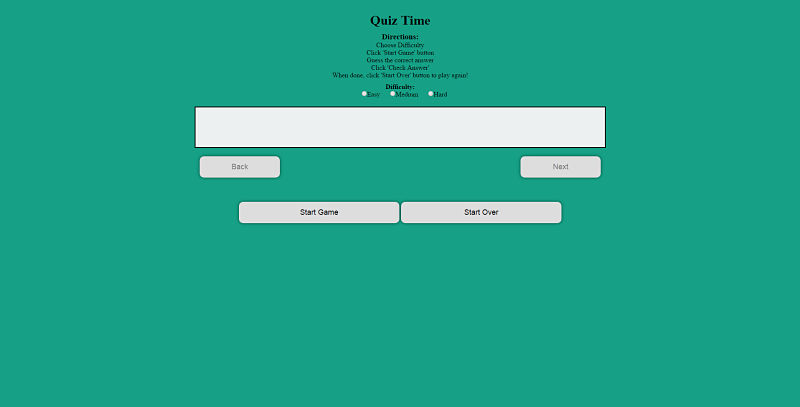 Quiz Time
Directions:
Choose Difficulty
Click 'Start Game' button
Guess the correct answer
Click 'Check Answer'
When done, click 'Start Over' button to play again!
Difficulty:
Easy Medium Hard
Back Next
Start Game Start Over